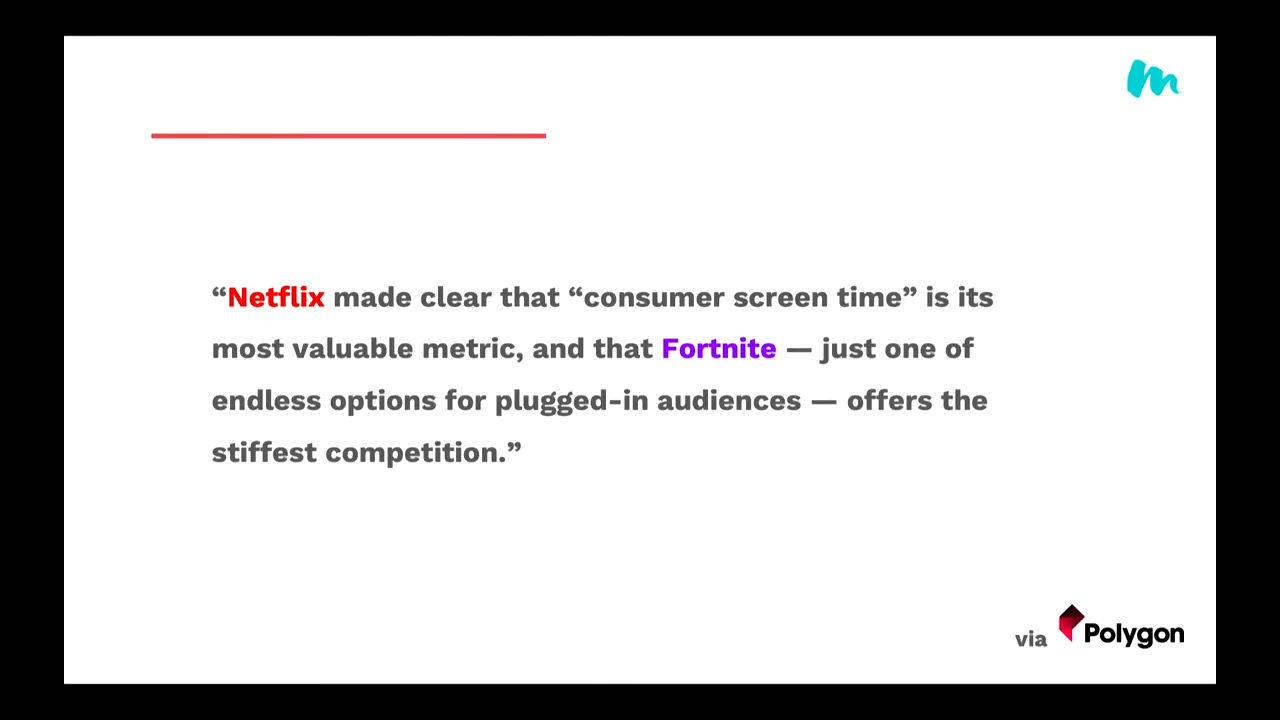 “Netflix made clear that “consumer screen time” is its
most valuable metric, and that Fortnite — just one of
endless options for plugged-in audiences — offers the
stiffest competition.”
via Polygon
m